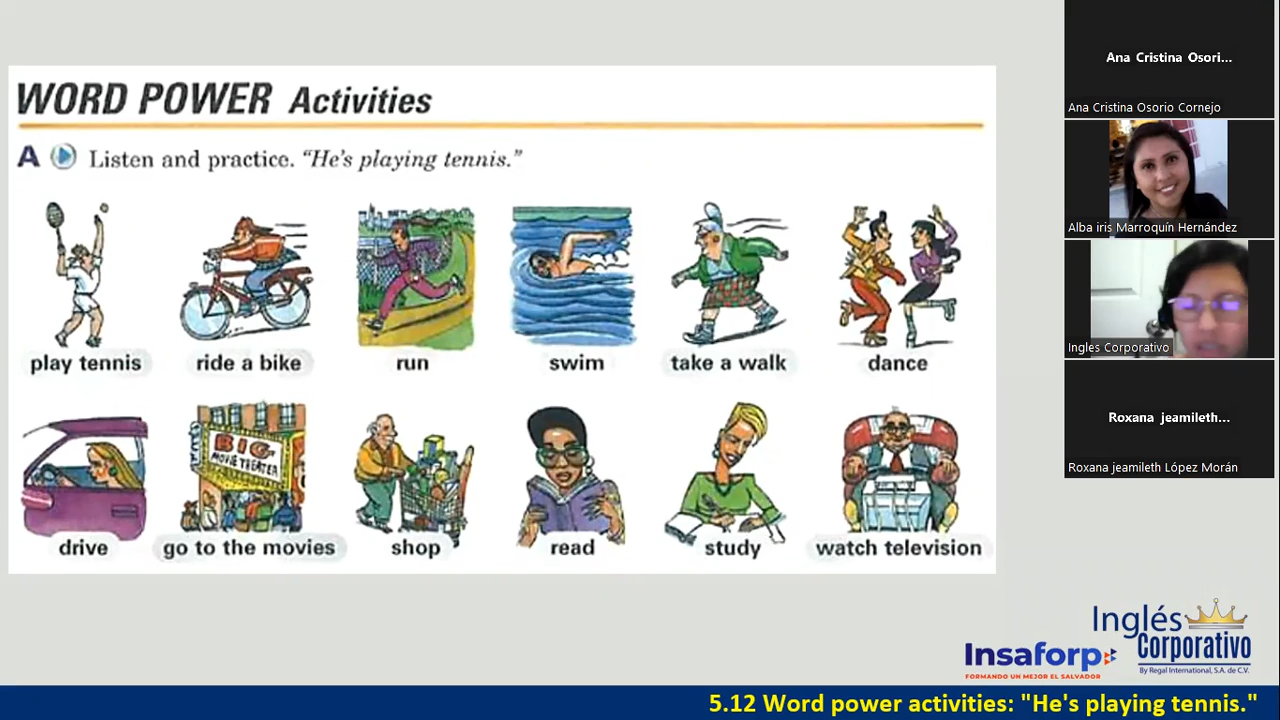 WORD POWER Activities
A Listen and practice. "He's playing tennis."
play tennis
ride a bike
run
swim
take a walk
dance
BIG
MOVIE THEATER
drive
go to the movies
shop
read
study
watch television
Ana Cristina Osori...
Ana Cristina Osorio Cornejo
Alba iris Marroquín Hernández
Ingles Corporativo
Roxana jeamileth...
Roxana jeamileth López Morán
Insaforp
FORMANDO UN MEJOR EL SALVADOR
Inglés
Corporativo
By Regal International, S.A. de C.V.
5.12 Word power activities: "He's playing tennis."